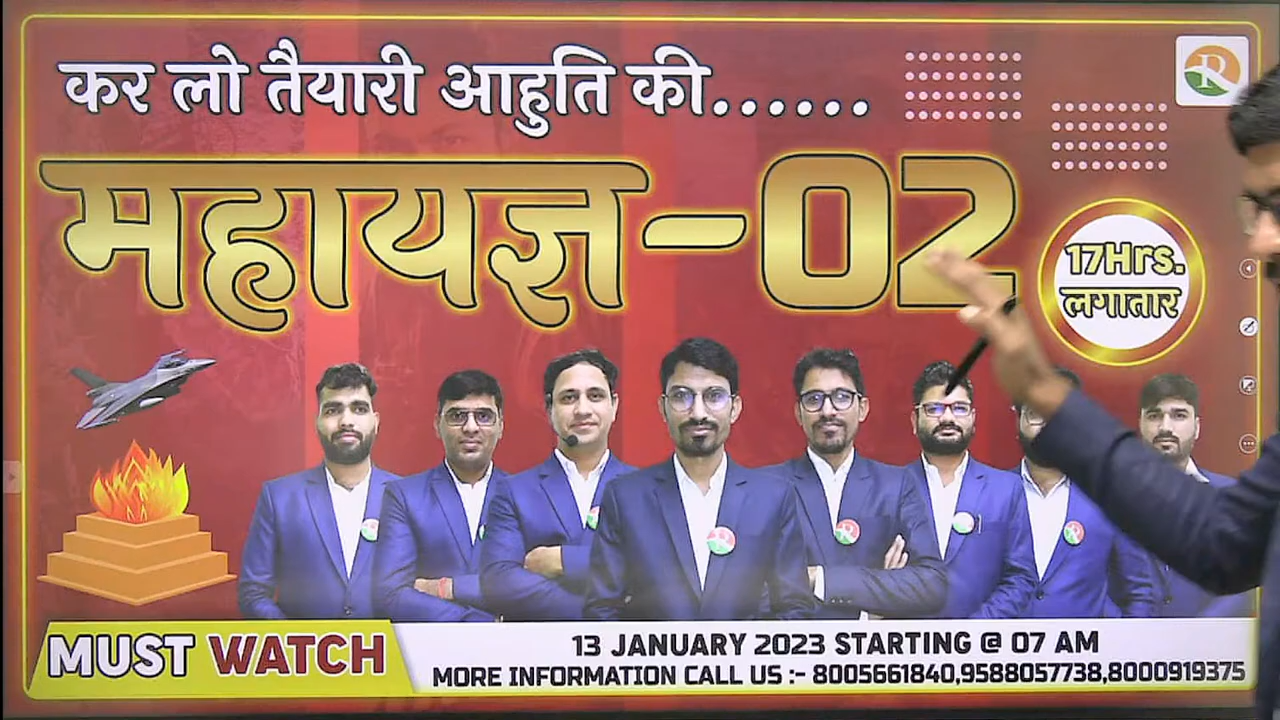 कर लो तैयारी आहुति की......
महायज्ञ-02
17Hrs.
लगातार
MUST WATCH
13 JANUARY 2023 STARTING @ 07 AM
MORE INFORMATION CALL US :- 8005661840,9588057738,8000919375